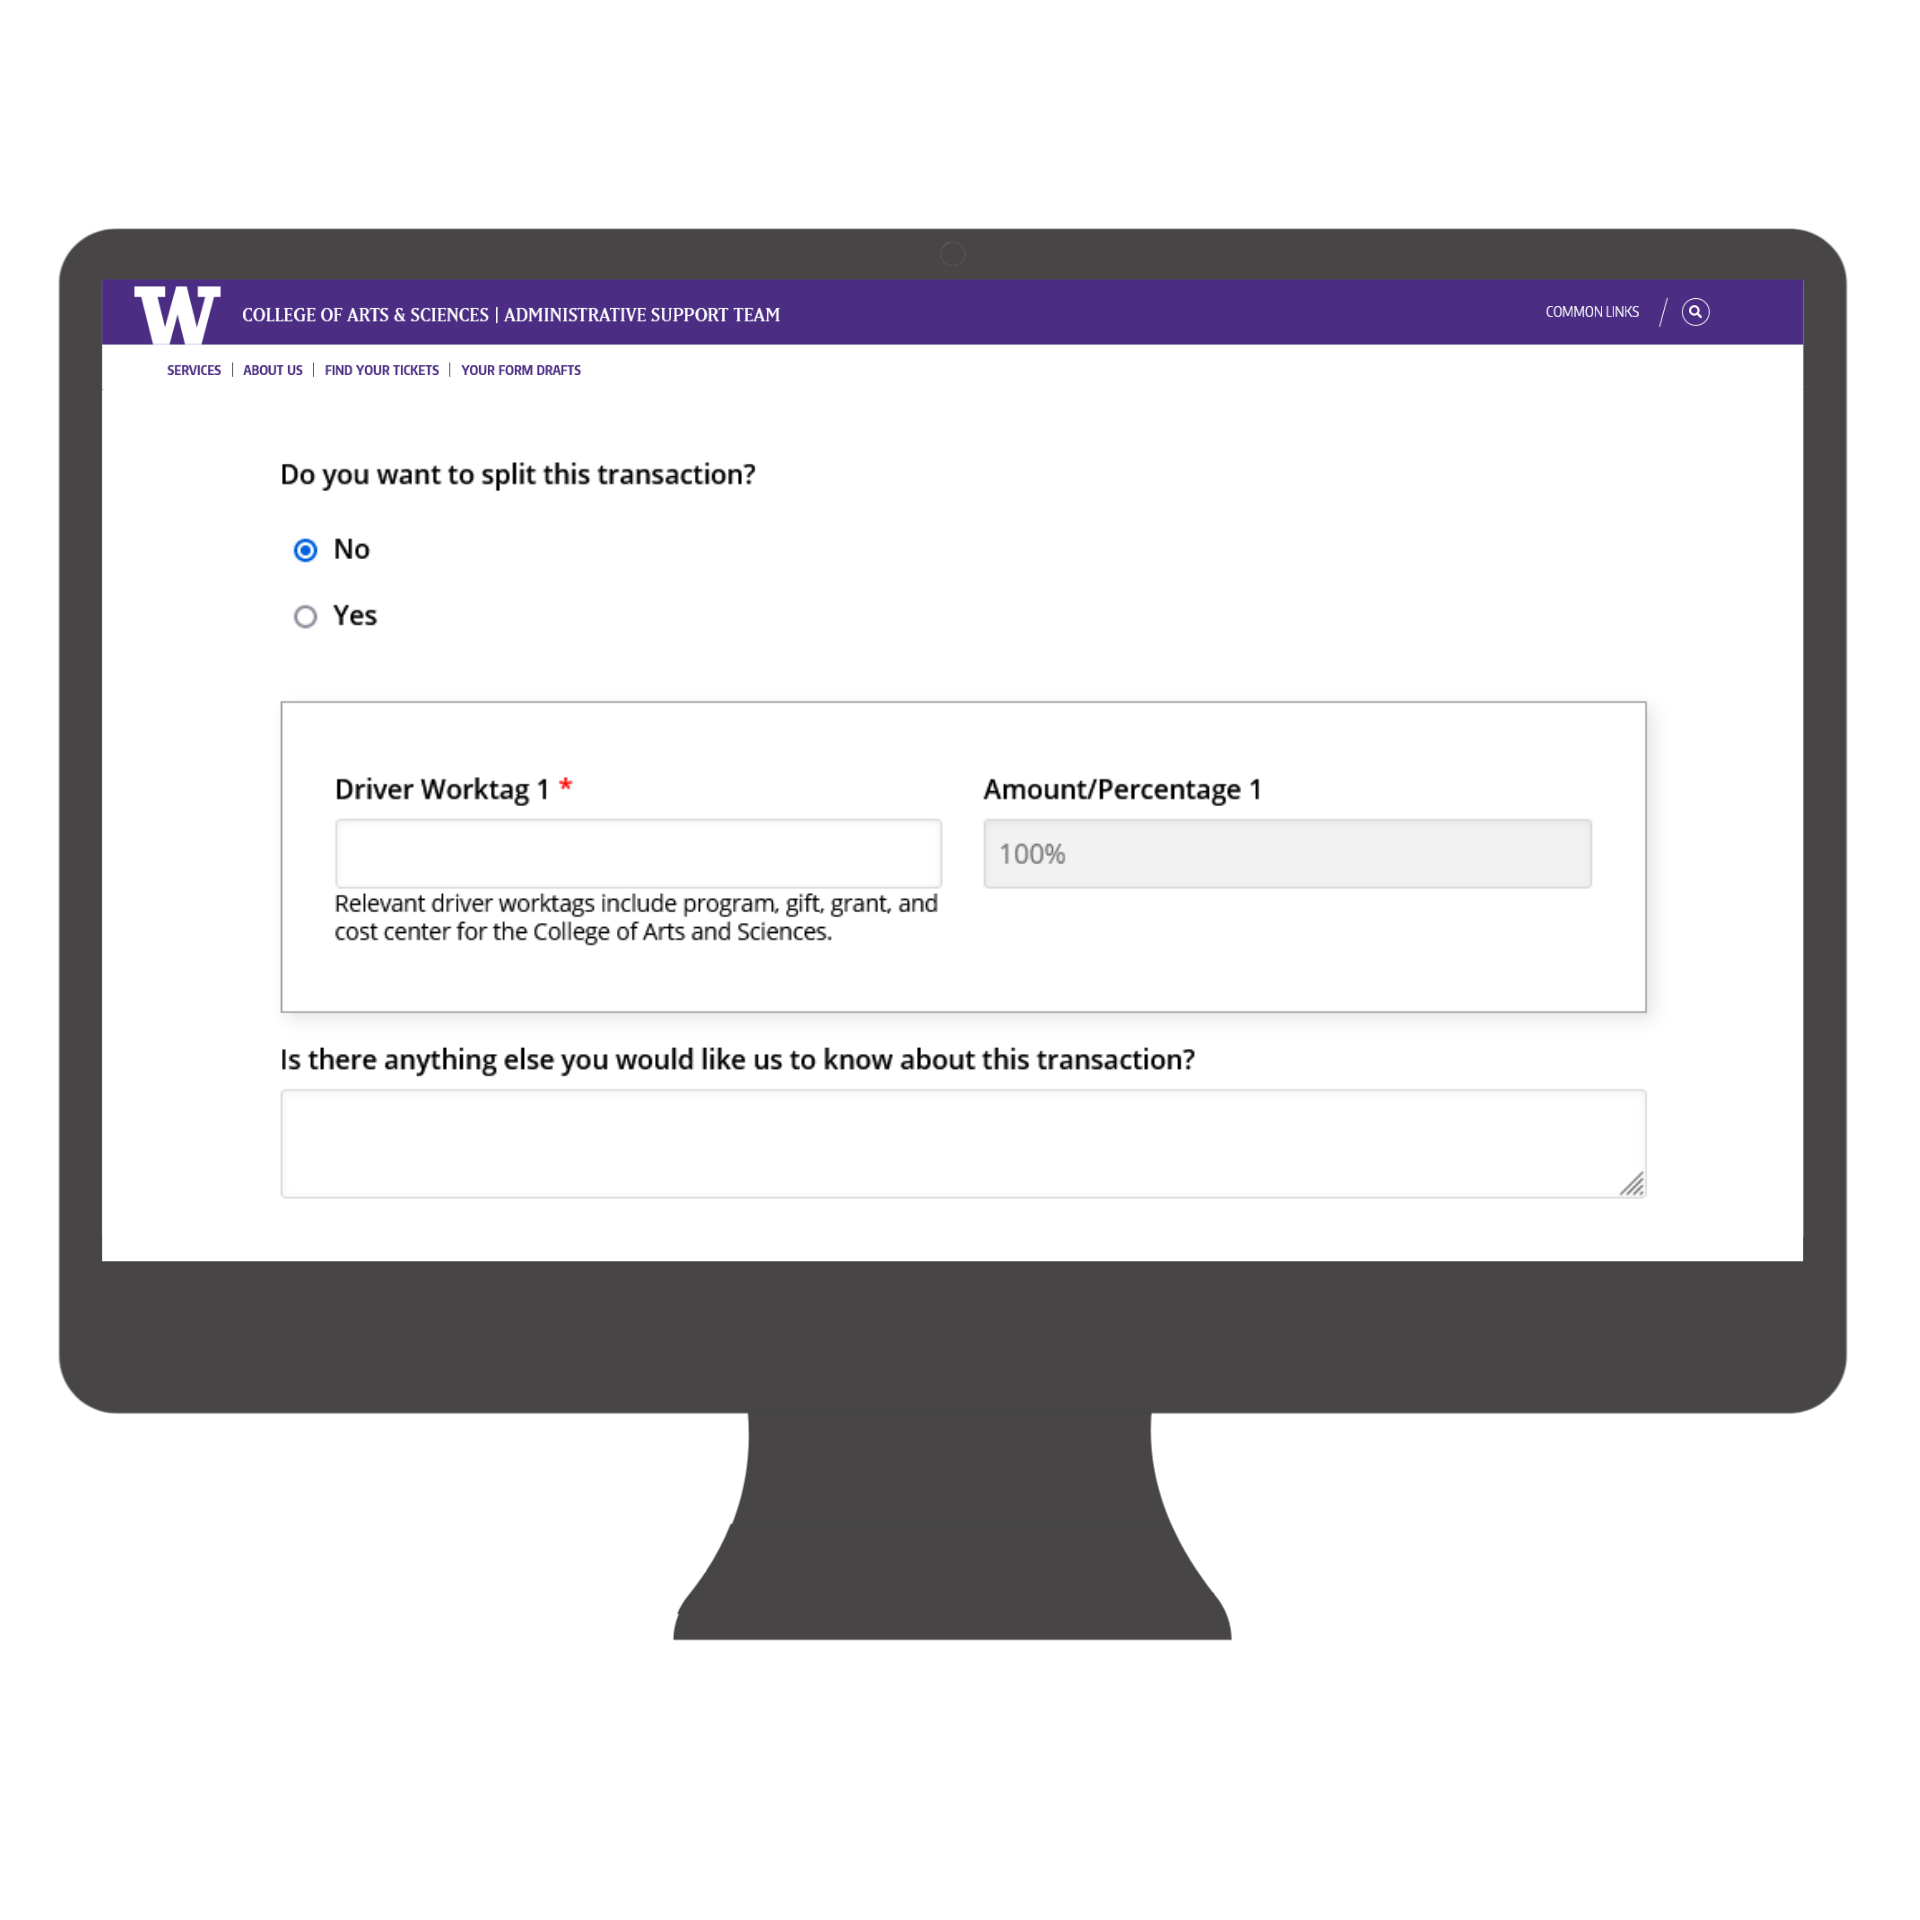 W COLLEGE OF ARTS & SCIENCES | ADMINISTRATIVE SUPPORT TEAM COMMON LINKS
SERVICES | ABOUT US | FIND YOUR TICKETS | YOUR FORM DRAFTS
Do you want to split this transaction?
No
Yes
Driver Worktag 1 * Amount/Percentage 1
100%
Relevant driver worktags include program, gift, grant, and
cost center for the College of Arts and Sciences.
Is there anything else you would like us to know about this transaction?